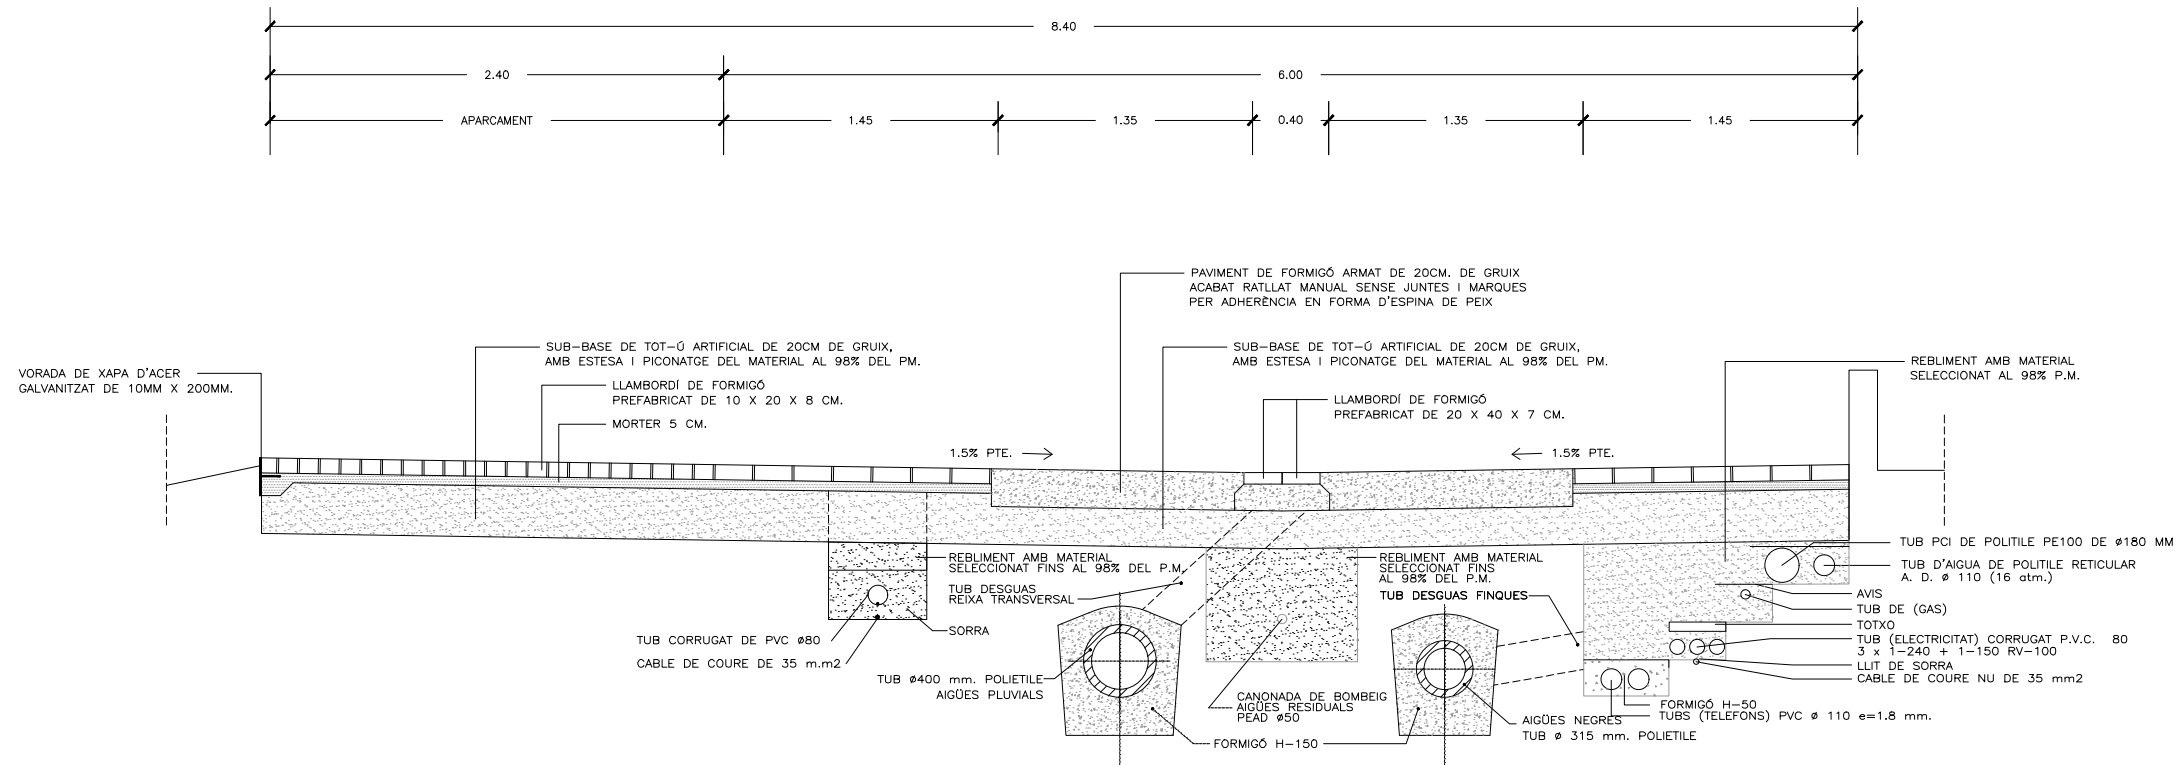 8.40
2.40
6.00
APARCAMENT
1.45
1.35
0.40
1.35
1.45
PAVIMENT DE FORMIGÓ ARMAT DE 20CM. DE GRUIX
ACABAT RATLLAT MANUAL SENSE JUNTES I MARQUES
PER ADHERÈNCIA EN FORMA D'ESPINA DE PEIX
SUB-BASE DE TOT-Ú ARTIFICIAL DE 20CM DE GRUIX,
AMB ESTESA I PICONATGE DEL MATERIAL AL 98% DEL PM.
SUB-BASE DE TOT-Ú ARTIFICIAL DE 20CM DE GRUIX,
AMB ESTESA I PICONATGE DEL MATERIAL AL 98% DEL PM.
REBLIMENT AMB MATERIAL
SELECCIONAT AL 98% P.M.
VORADA DE XAPA D'ACER
GALVANITZAT DE 10MM X 200MM.
LLAMBORDÍ DE FORMIGÓ
PREFABRICAT DE 10 X 20 X 8 CM.
MORTER 5 CM.
LLAMBORDÍ DE FORMIGÓ
PREFABRICAT DE 20 X 40 X 7 CM.
1.5% PTE.
1.5% PTE.
REBLIMENT AMB MATERIAL
SELECCIONAT FINS AL 98% DEL P.M.
TUB DESGUAS
REIXA TRANSVERSAL
SORRA
TUB CORRUGAT DE PVC ø80
CABLE DE COURE DE 35 m.m2
TUB ø400 mm. POLIETILE
AIGÜES PLUVIALS
REBLIMENT AMB MATERIAL
SELECCIONAT FINS
AL 98% DEL P.M.
TUB DESGUAS FINQUES
CANONADA DE BOMBEIG
AIGÜES RESIDUALS
PEAD ø50
FORMIGÓ H-150
AIGÜES NEGRES
TUB ø 315 mm. POLIETILE
TUB PCI DE POLITILE PE100 DE ø180 MM
TUB D'AIGUA DE POLITILE RETICULAR
A. D. ø 110 (16 atm.)
AVIS
TUB DE (GAS)
TOTXO
TUB (ELECTRICITAT) CORRUGAT P.V.C. 80
3 x 1-240 + 1-150 RV-100
LLIT DE SORRA
CABLE DE COURE NU DE 35 mm2
FORMIGÓ H-50
TUBS (TELEFONS) PVC ø 110 e=1.8 mm.